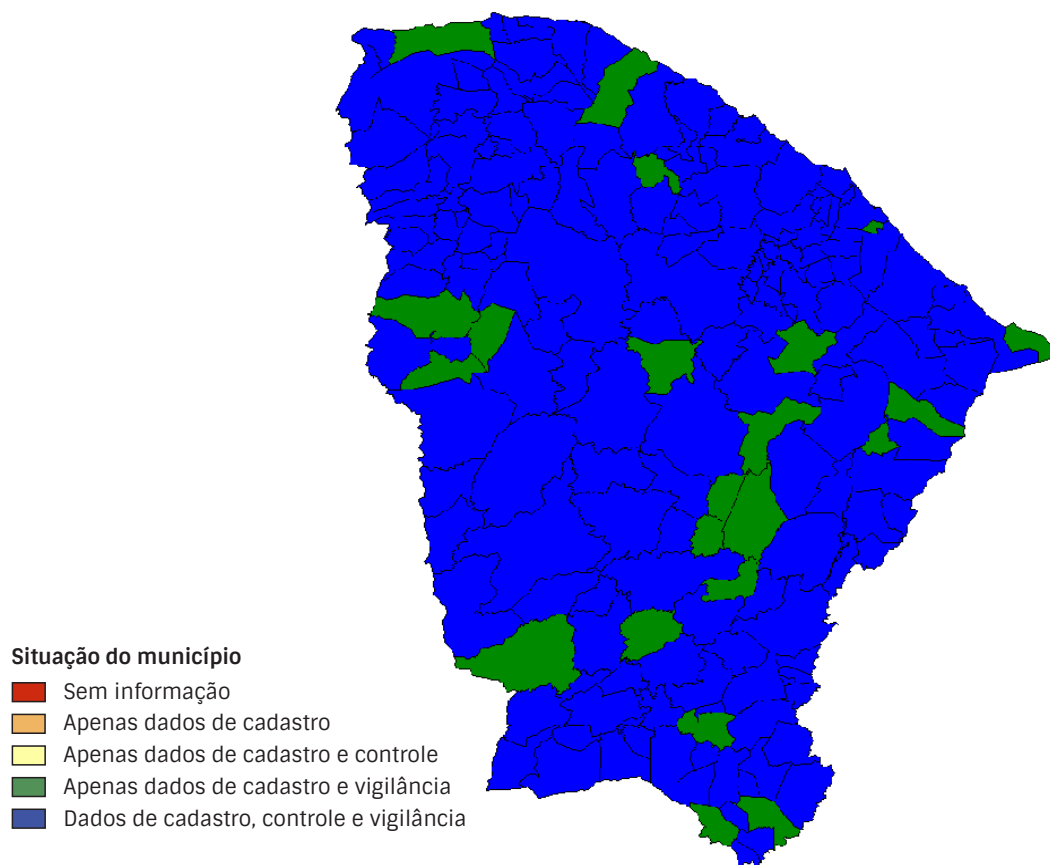 Situação do município
Sem informação
Apenas dados de cadastro
Apenas dados de cadastro e controle
Apenas dados de cadastro e vigilância
Dados de cadastro, controle e vigilância